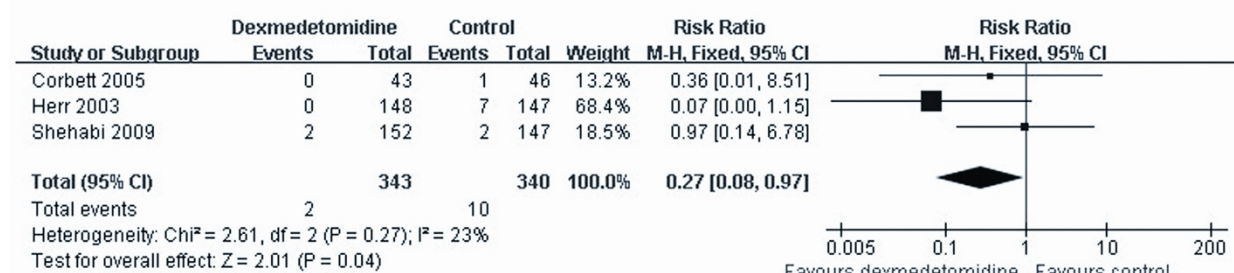 Dexmedetomidine Control Risk Ratio Risk Ratio
Study or Subgroup Events Total Events Total Weight M-H, Fixed, 95% CI M-H, Fixed, 95% CI
Corbett 2005 0 43 1 46 13.2% 0.36 [0.01, 8.51]
Herr 2003 0 148 7 147 68.4% 0.07 [0.00, 1.15]
Shehabi 2009 2 152 2 147 18.5% 0.97 [0.14, 6.78]
Total (95% CI) 343 340 100.0% 0.27 [0.08, 0.97]
Total events 2 10
Heterogeneity: Chi² = 2.61, df = 2 (P = 0.27); I² = 23%
Test for overall effect: Z = 2.01 (P = 0.04)
0.005 0.1 1 10 200
Favours dexmedetomidine Favours control